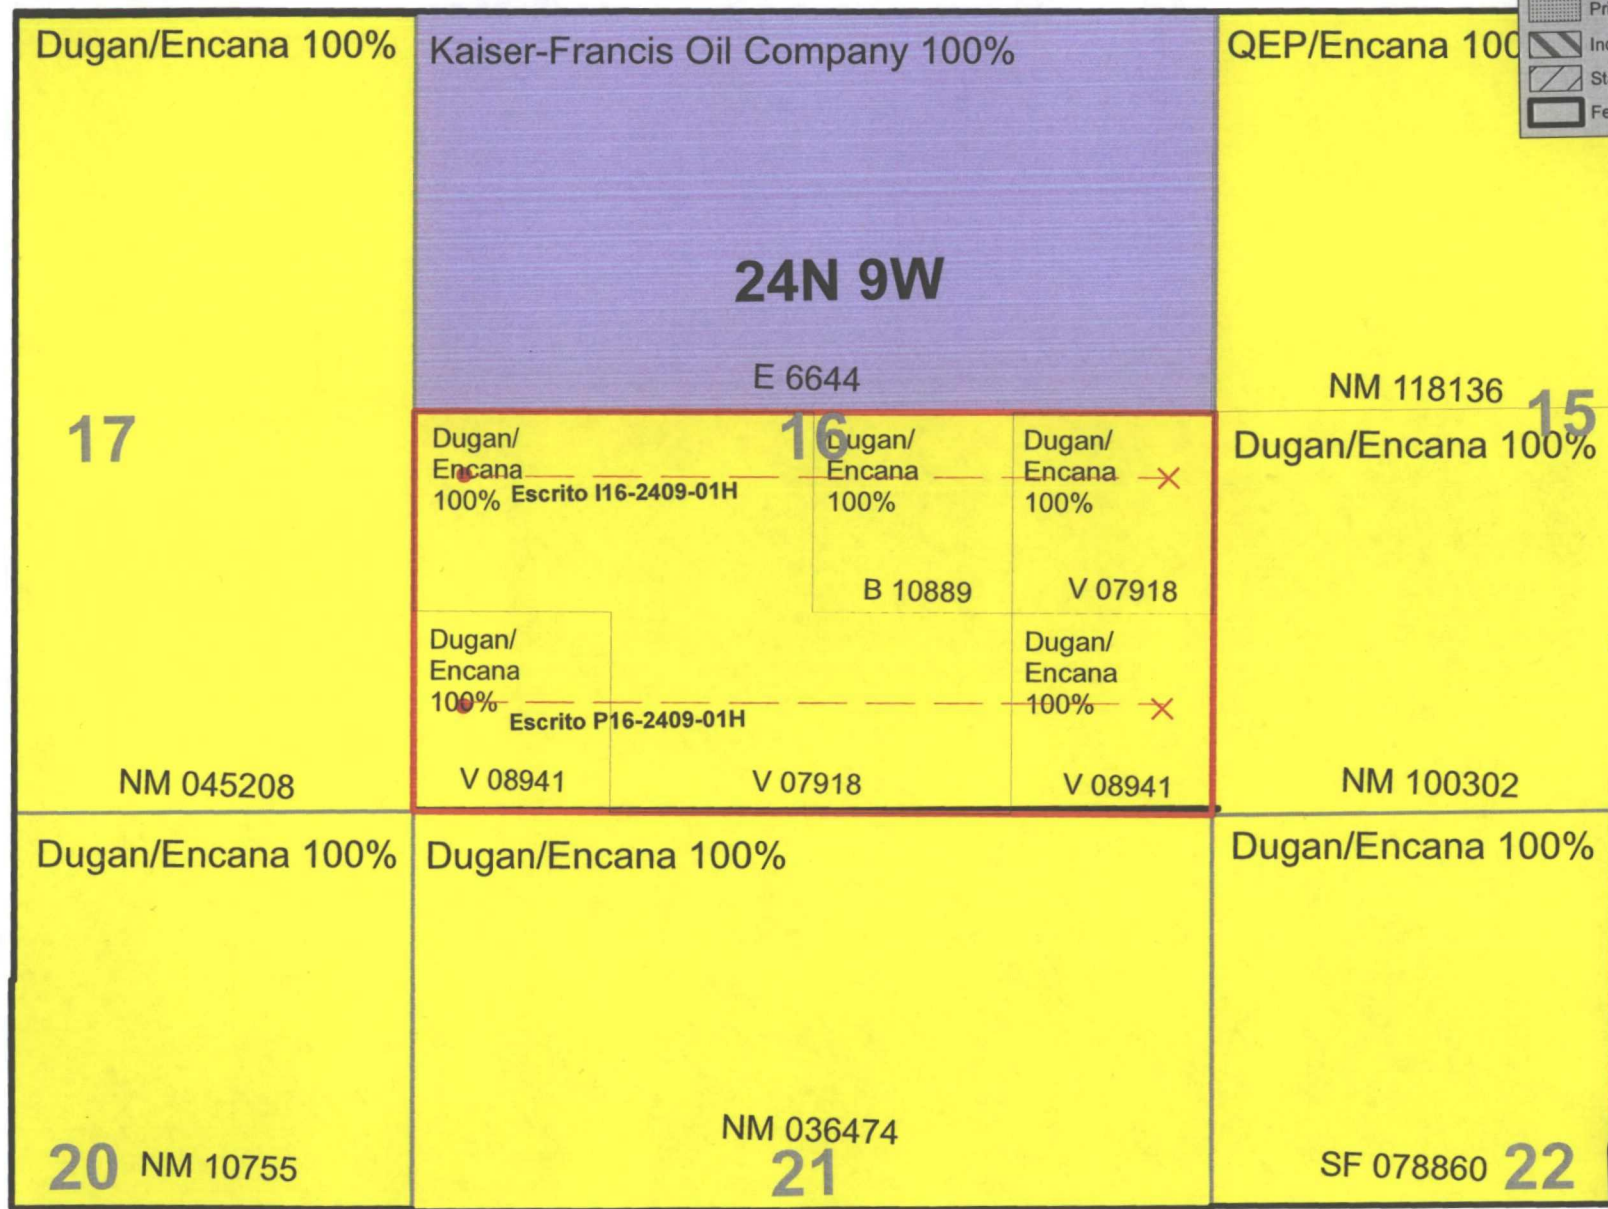 Dugan/Encana 100%
Kaiser-Francis Oil Company 100%
QEP/Encana 100
24N 9W
E 6644
NM 118136
17
16
15
Dugan/
Encana
100%
Escrito I16-2409-01H
Dugan/
Encana
100%
Dugan/
Encana
100%
Dugan/Encana 100%
B 10889
V 07918
Dugan/
Encana
100%
Escrito P16-2409-01H
Dugan/
Encana
100%
NM 045208
V 08941
V 07918
V 08941
NM 100302
Dugan/Encana 100%
Dugan/Encana 100%
Dugan/Encana 100%
NM 036474
20
NM 10755
21
SF 078860
22